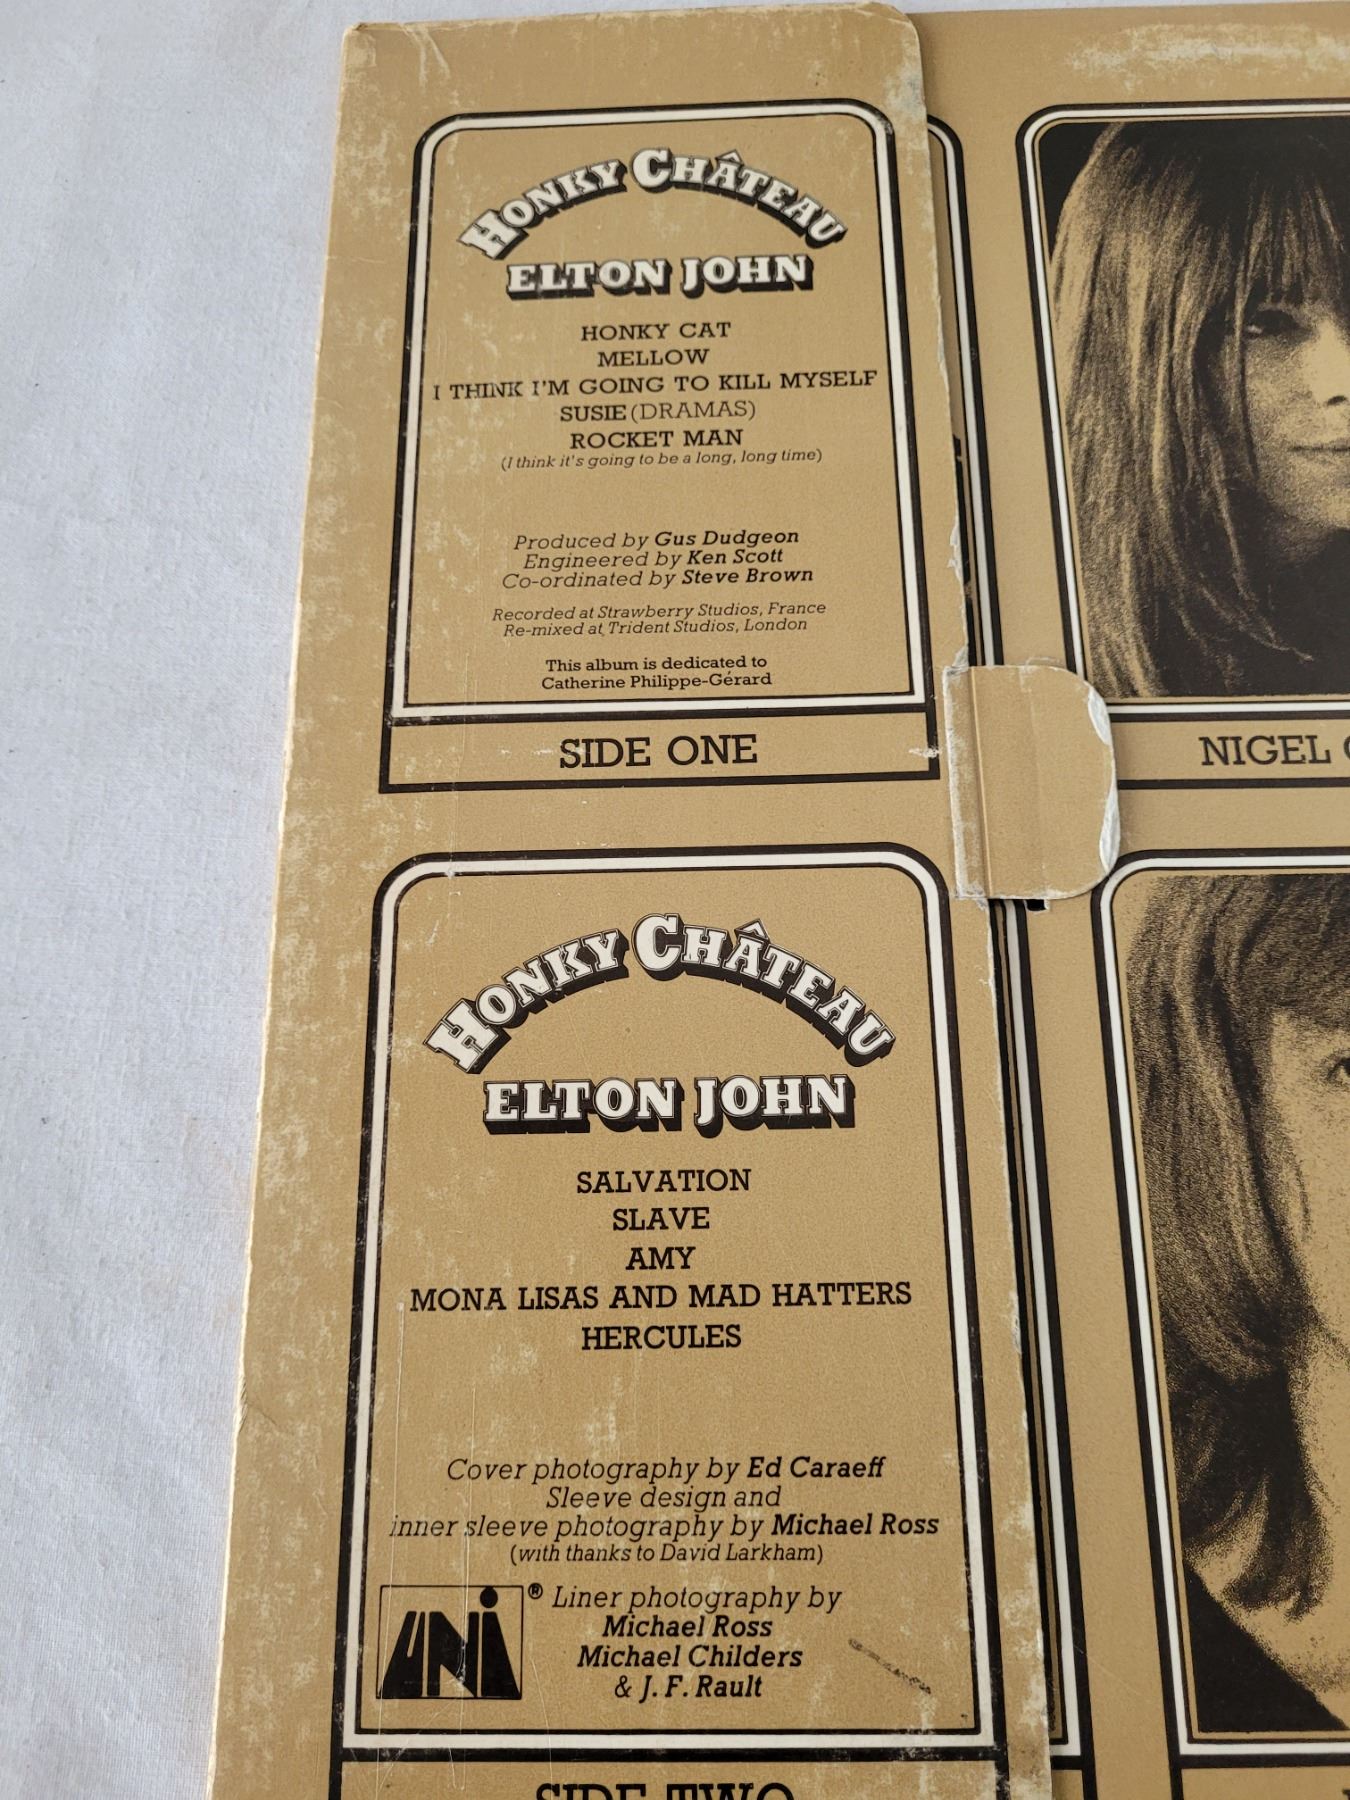 HONKY CHÂTEAU
ELTON JOHN
HONKY CAT
MELLOW
I THINK I'M GOING TO KILL MYSELF
SUSIE (DRAMAS)
ROCKET MAN
(I think it's going to be a long, long time)
Produced by Gus Dudgeon
Engineered by Ken Scott
Co-ordinated by Steve Brown
Recorded at Strawberry Studios, France
Re-mixed at Trident Studios, London
This album is dedicated to
Catherine Philippe-Gérard
SIDE ONE
NIGEL
HONKY CHÂTEAU
ELTON JOHN
SALVATION
SLAVE
AMY
MONA LISAS AND MAD HATTERS
HERCULES
Cover photography by Ed Caraeff
Sleeve design and
inner sleeve photography by Michael Ross
(with thanks to David Larkham)
UNI ® Liner photography by
Michael Ross
Michael Childers
& J. F. Rault
SIDE TWO